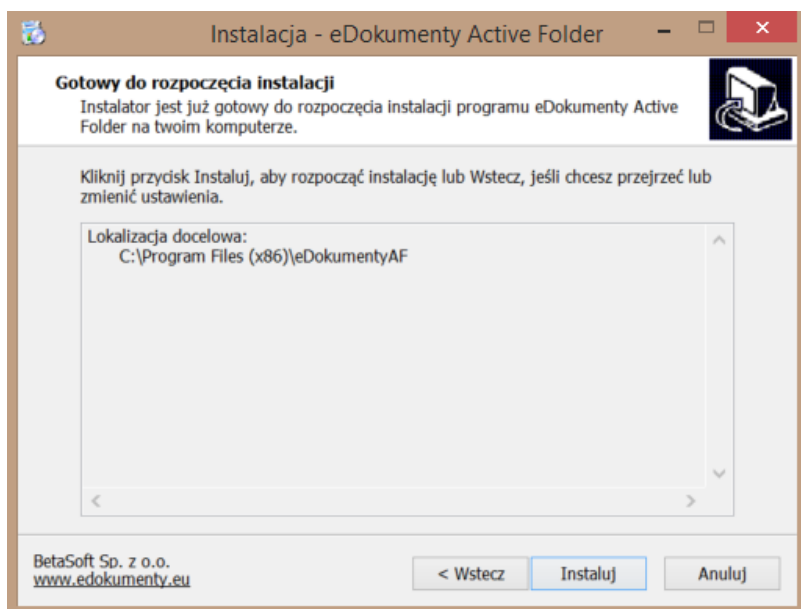 Instalacja - eDokumenty Active Folder
Gotowy do rozpoczęcia instalacji
Instalator jest już gotowy do rozpoczęcia instalacji programu eDokumenty Active
Folder na twoim komputerze.
Kliknij przycisk Instaluj, aby rozpocząć instalację lub Wstecz, jeśli chcesz przejrzeć lub
zmienić ustawienia.
Lokalizacja docelowa:
C:\Program Files (x86)\eDokumentyAF
BetaSoft Sp. z o.o.
www.edokumenty.eu
< Wstecz
Instaluj
Anuluj